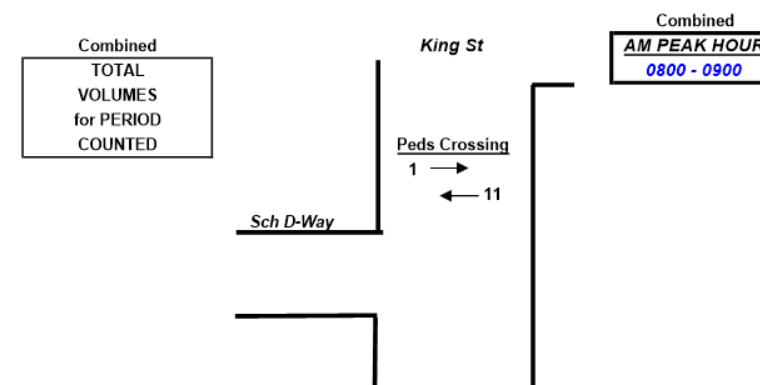 Combined
TOTAL
VOLUMES
for PERIOD
COUNTED
King St
Combined
AM PEAK HOUR
0800 - 0900
Peds Crossing
1
11
Sch D-Way